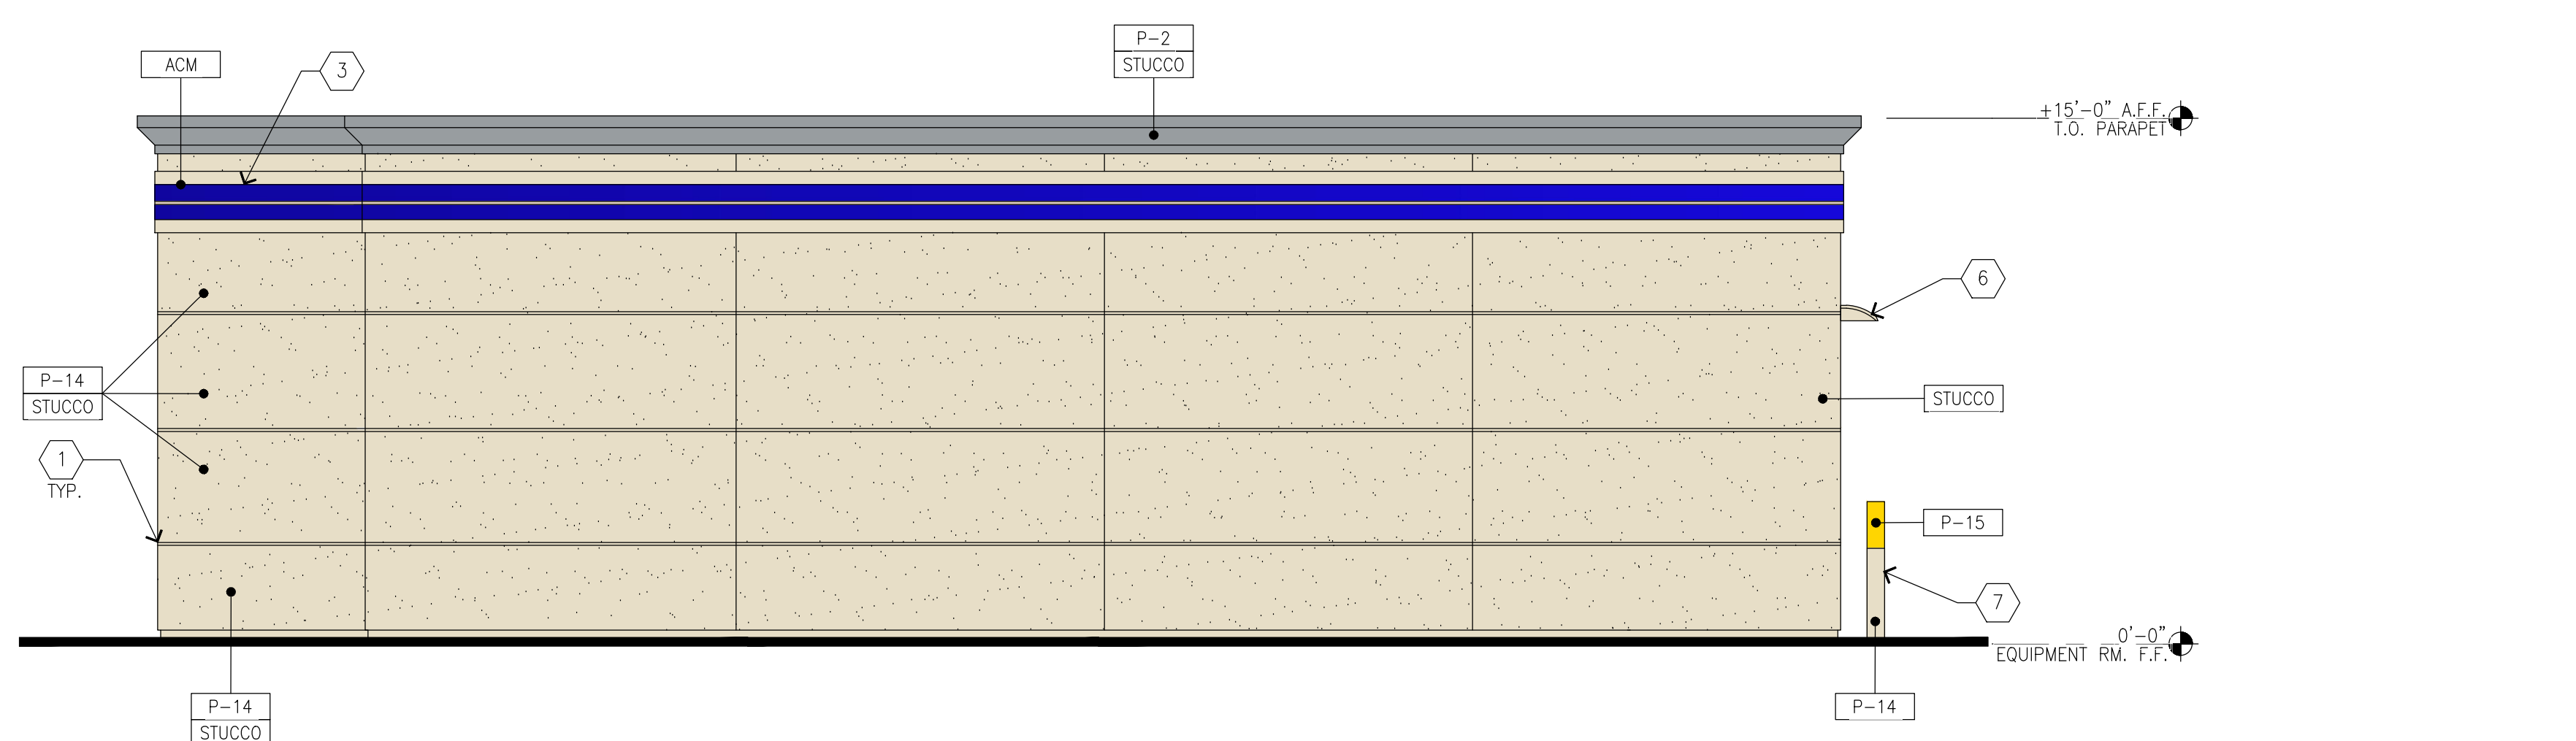 P-2
STUCCO
ACM
3
+15'-0" A.F.F.
T.O. PARAPET
6
P-14
STUCCO
STUCCO
1
TYP.
P-15
7
0'-0"
EQUIPMENT RM. F.F.
P-14
STUCCO
P-14